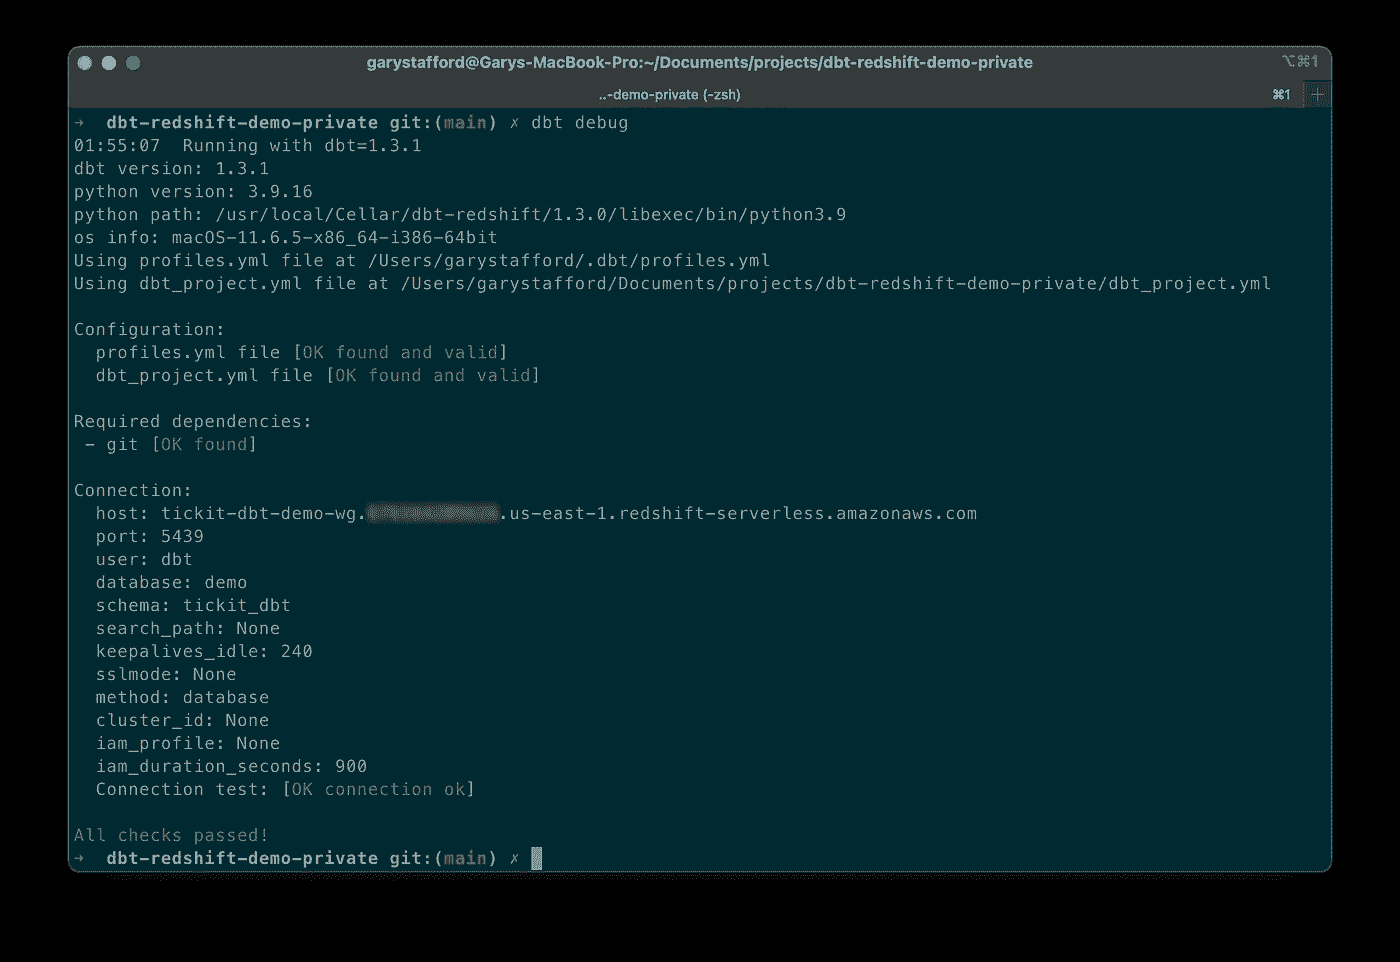 garystafford@Garys-MacBook-Pro:~/Documents/projects/dbt-redshift-demo-private ⌥⌘1
..-demo-private (-zsh) ⌘1 +
→ dbt-redshift-demo-private git:(main) ✗ dbt debug
01:55:07  Running with dbt=1.3.1
dbt version: 1.3.1
python version: 3.9.16
python path: /usr/local/Cellar/dbt-redshift/1.3.0/libexec/bin/python3.9
os info: macOS-11.6.5-x86_64-i386-64bit
Using profiles.yml file at /Users/garystafford/.dbt/profiles.yml
Using dbt_project.yml file at /Users/garystafford/Documents/projects/dbt-redshift-demo-private/dbt_project.yml
Configuration:
profiles.yml file [OK found and valid]
dbt_project.yml file [OK found and valid]
Required dependencies:
- git [OK found]
Connection:
host: tickit-dbt-demo-wg. .us-east-1.redshift-serverless.amazonaws.com
port: 5439
user: dbt
database: demo
schema: tickit_dbt
search_path: None
keepalives_idle: 240
sslmode: None
method: database
cluster_id: None
iam_profile: None
iam_duration_seconds: 900
Connection test: [OK connection ok]
All checks passed!
→ dbt-redshift-demo-private git:(main) ✗